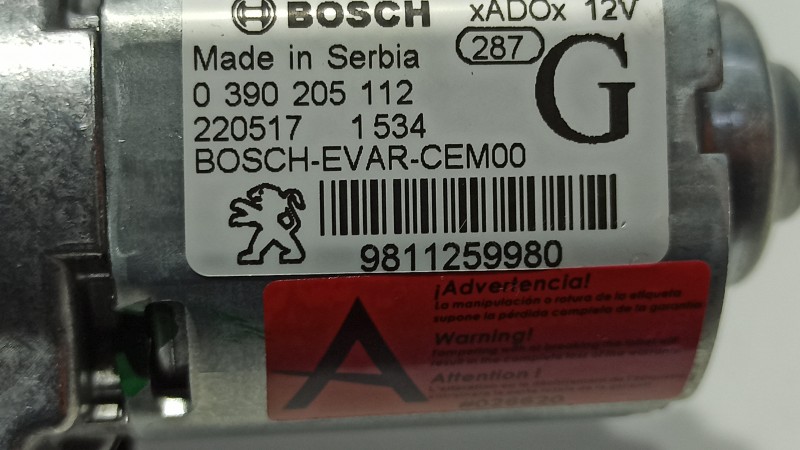 BOSCH xADOx 12V
Made in Serbia 287 G
0 390 205 112
220517 1 534
BOSCH-EVAR-CEM00
9811259980
¡Advertencia!
La manipulación o rotura de la etiqueta
supone la pérdida completa de la garantía
A
Warning!
Attention !